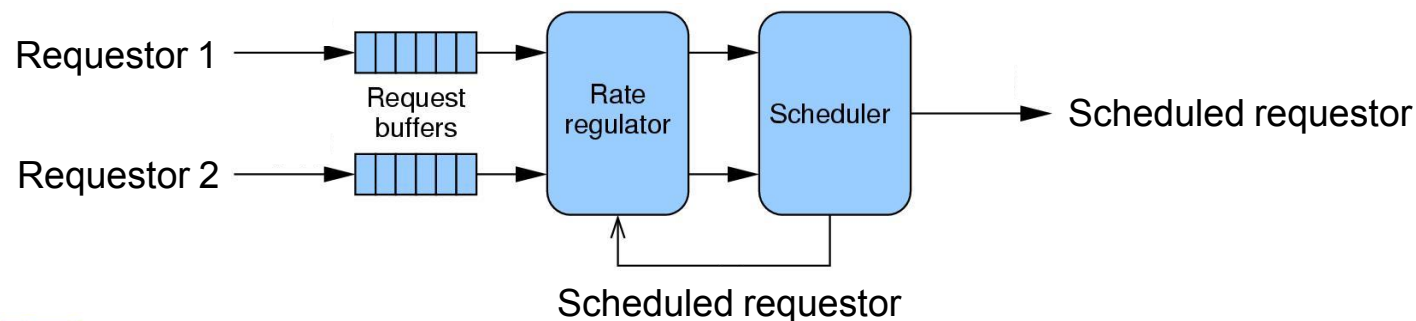 Requestor 1
Request
buffers
Requestor 2
Rate
regulator
Scheduler
Scheduled requestor
Scheduled requestor